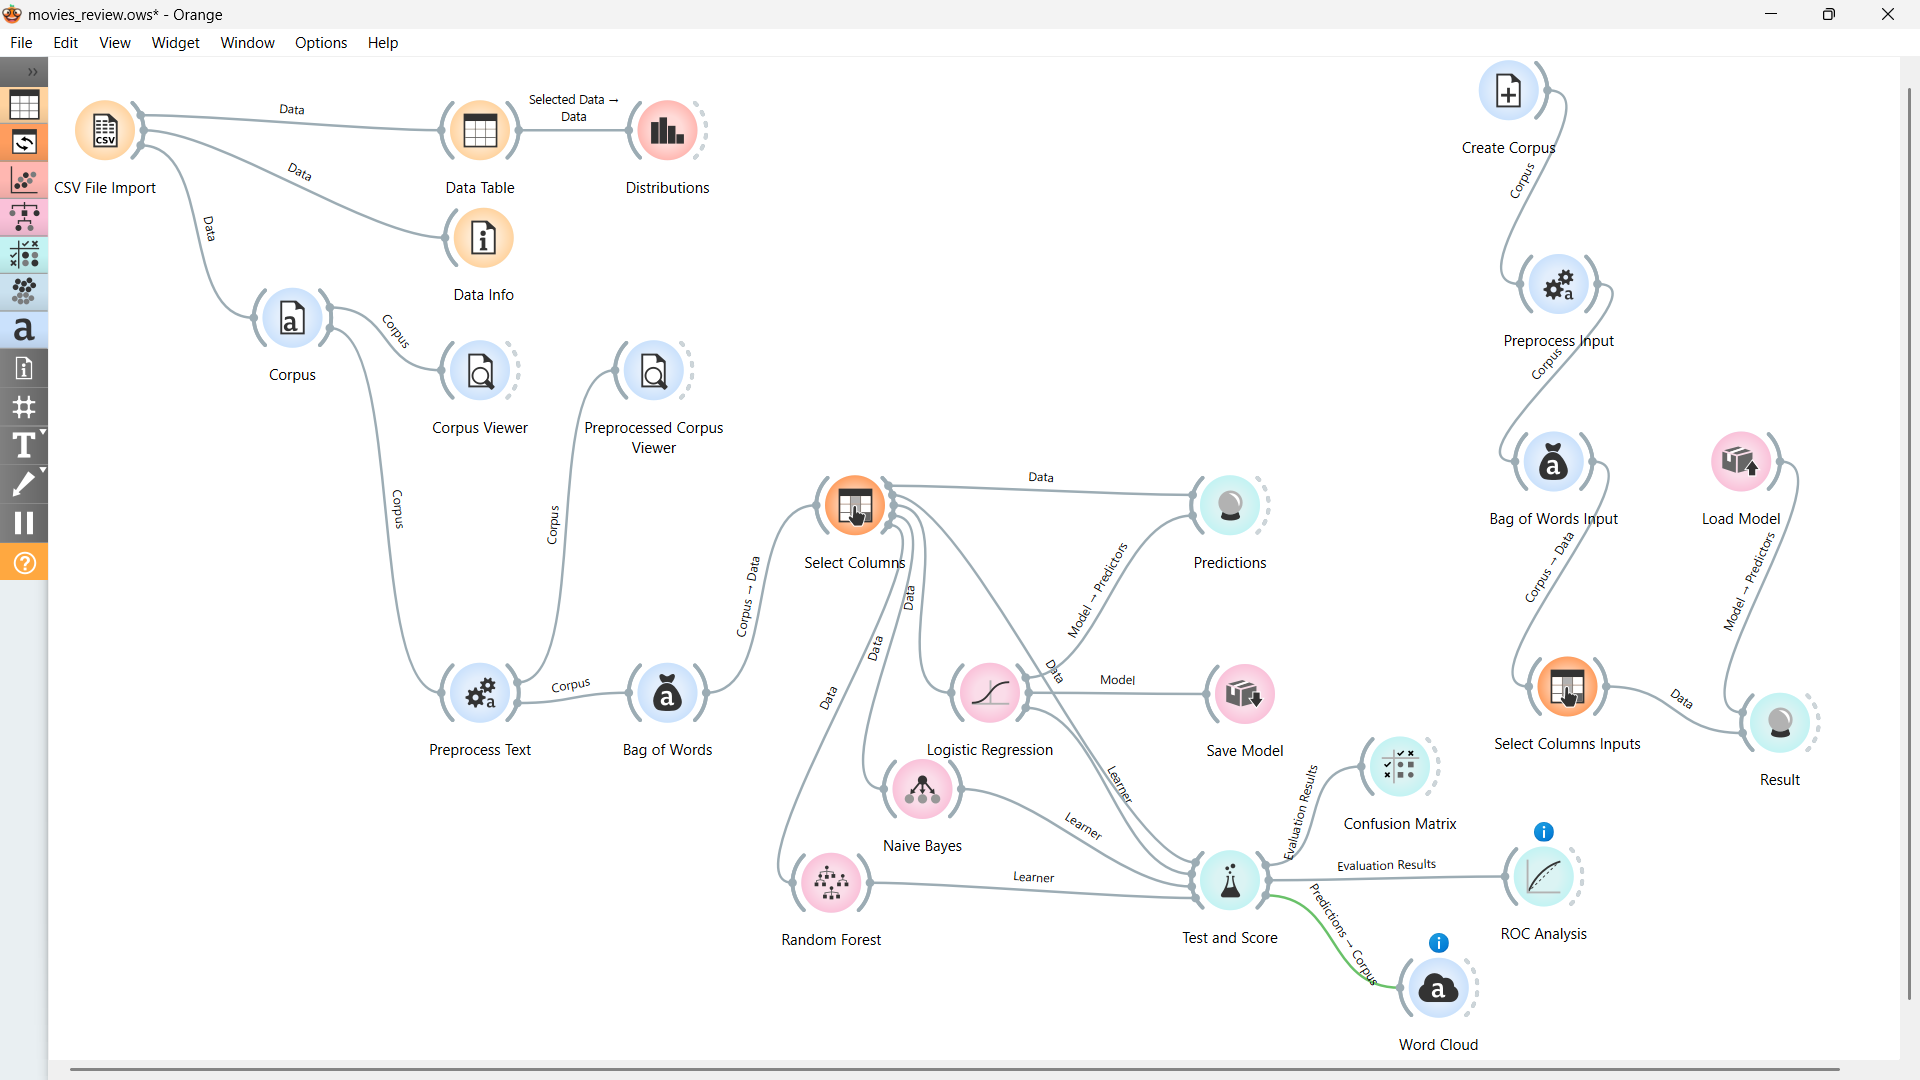 movies_review.ows* - Orange
File Edit View Widget Window Options Help
Data
Selected Data →
Data
CSV
CSV File Import
Data Table
Distributions
Create Corpus
Data
Data
Corpus
Data Info
Corpus
Corpus
Preprocess Input
Corpus
Corpus Viewer
Preprocessed Corpus
Viewer
Corpus
Corpus
Corpus
Data
Select Columns
Predictions
Bag of Words Input
Load Model
Corpus → Data
Data
Data
Data
Model → Predictors
Data
Corpus → Data
Model → Predictors
Corpus
Model
Data
Preprocess Text
Bag of Words
Logistic Regression
Save Model
Select Columns Inputs
Result
Learner
Learner
Evaluation Results
Confusion Matrix
Naive Bayes
Learner
Evaluation Results
Predictions → Corpus
Random Forest
Test and Score
ROC Analysis
Word Cloud